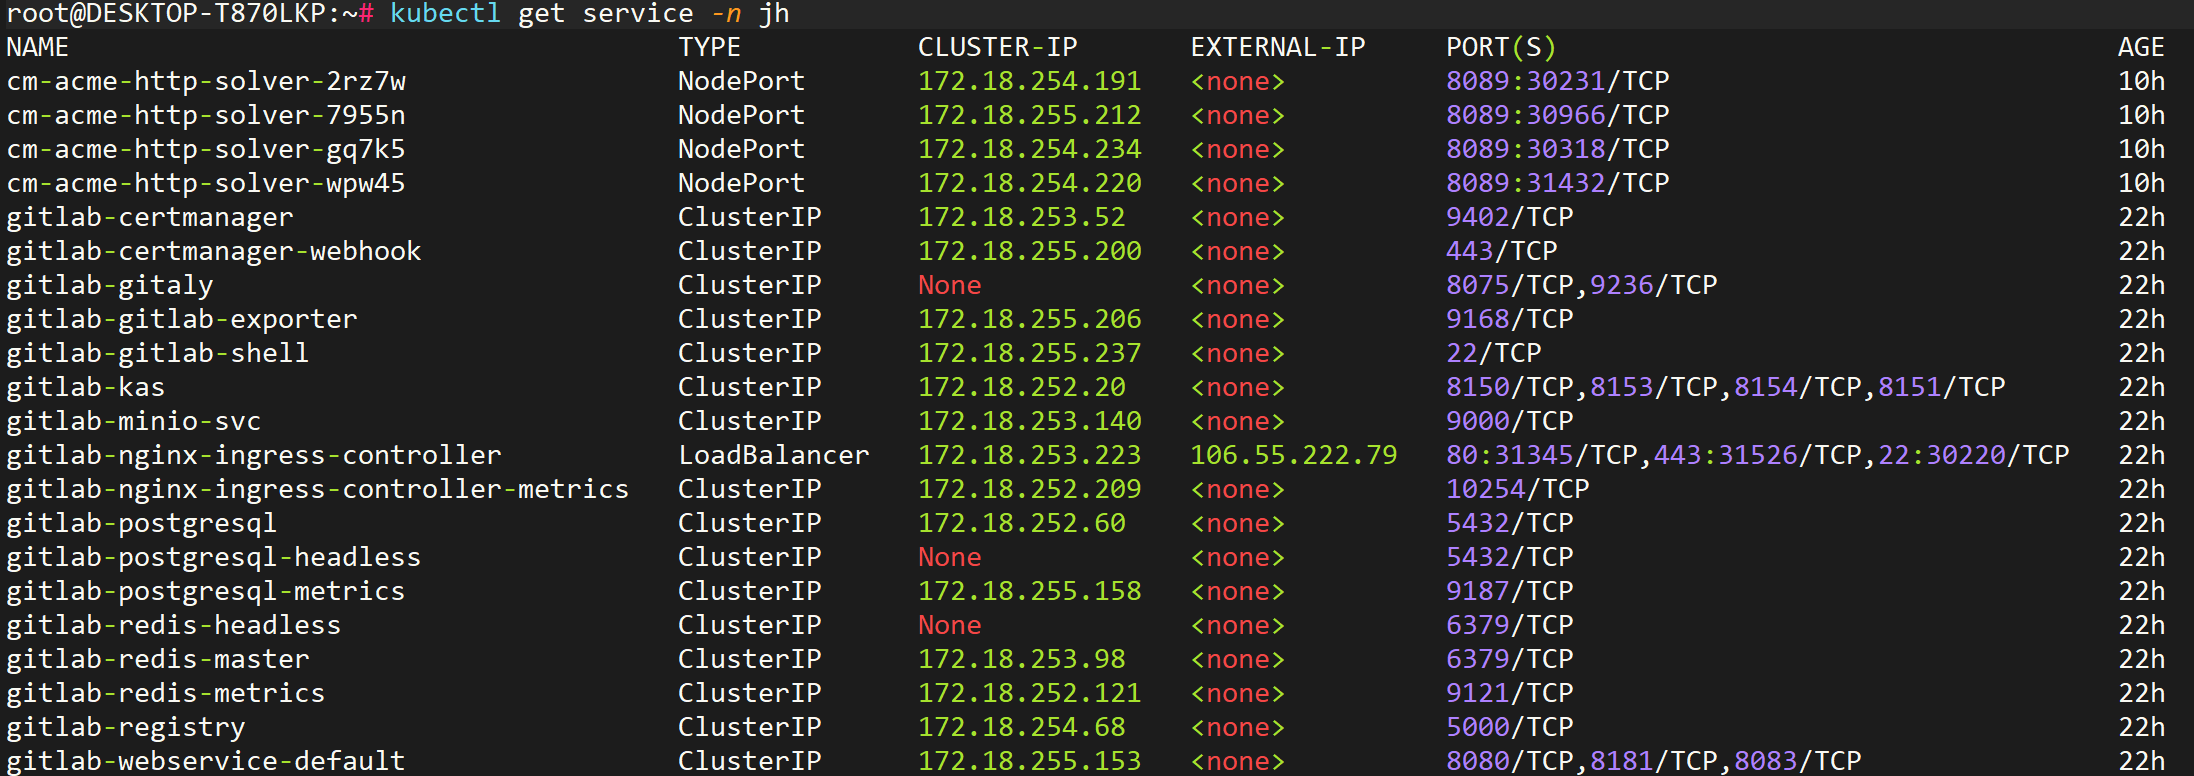 root@DESKTOP-T870LKP:~# kubectl get service -n jh
NAME TYPE CLUSTER-IP EXTERNAL-IP PORT(S) AGE
cm-acme-http-solver-2rz7w NodePort 172.18.254.191 <none> 8089:30231/TCP 10h
cm-acme-http-solver-7955n NodePort 172.18.255.212 <none> 8089:30966/TCP 10h
cm-acme-http-solver-gq7k5 NodePort 172.18.254.234 <none> 8089:30318/TCP 10h
cm-acme-http-solver-wpw45 NodePort 172.18.254.220 <none> 8089:31432/TCP 10h
gitlab-certmanager ClusterIP 172.18.253.52 <none> 9402/TCP 22h
gitlab-certmanager-webhook ClusterIP 172.18.255.200 <none> 443/TCP 22h
gitlab-gitaly ClusterIP None <none> 8075/TCP,9236/TCP 22h
gitlab-gitlab-exporter ClusterIP 172.18.255.206 <none> 9168/TCP 22h
gitlab-gitlab-shell ClusterIP 172.18.255.237 <none> 22/TCP 22h
gitlab-kas ClusterIP 172.18.252.20 <none> 8150/TCP,8153/TCP,8154/TCP,8151/TCP 22h
gitlab-minio-svc ClusterIP 172.18.253.140 <none> 9000/TCP 22h
gitlab-nginx-ingress-controller LoadBalancer 172.18.253.223 106.55.222.79 80:31345/TCP,443:31526/TCP,22:30220/TCP 22h
gitlab-nginx-ingress-controller-metrics ClusterIP 172.18.252.209 <none> 10254/TCP 22h
gitlab-postgresql ClusterIP 172.18.252.60 <none> 5432/TCP 22h
gitlab-postgresql-headless ClusterIP None <none> 5432/TCP 22h
gitlab-postgresql-metrics ClusterIP 172.18.255.158 <none> 9187/TCP 22h
gitlab-redis-headless ClusterIP None <none> 6379/TCP 22h
gitlab-redis-master ClusterIP 172.18.253.98 <none> 6379/TCP 22h
gitlab-redis-metrics ClusterIP 172.18.252.121 <none> 9121/TCP 22h
gitlab-registry ClusterIP 172.18.254.68 <none> 5000/TCP 22h
gitlab-webservice-default ClusterIP 172.18.255.153 <none> 8080/TCP,8181/TCP,8083/TCP 22h